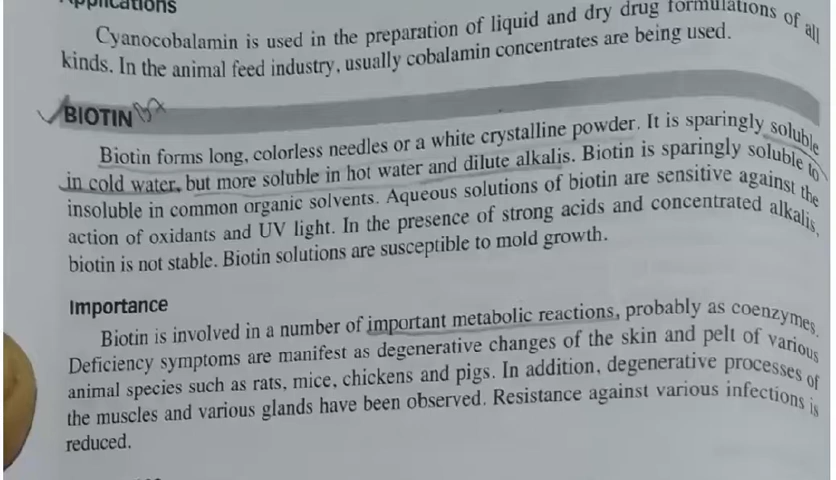 Applications
Cyanocobalamin is used in the preparation of liquid and dry drug formulations of all
kinds. In the animal feed industry, usually cobalamin concentrates are being used.
BIOTIN
Biotin forms long, colorless needles or a white crystalline powder. It is sparingly soluble
in cold water, but more soluble in hot water and dilute alkalis. Biotin is sparingly soluble to
insoluble in common organic solvents. Aqueous solutions of biotin are sensitive against the
action of oxidants and UV light. In the presence of strong acids and concentrated alkalis,
biotin is not stable. Biotin solutions are susceptible to mold growth.
Importance
Biotin is involved in a number of important metabolic reactions, probably as coenzymes.
Deficiency symptoms are manifest as degenerative changes of the skin and pelt of various
animal species such as rats, mice, chickens and pigs. In addition, degenerative processes of
the muscles and various glands have been observed. Resistance against various infections is
reduced.